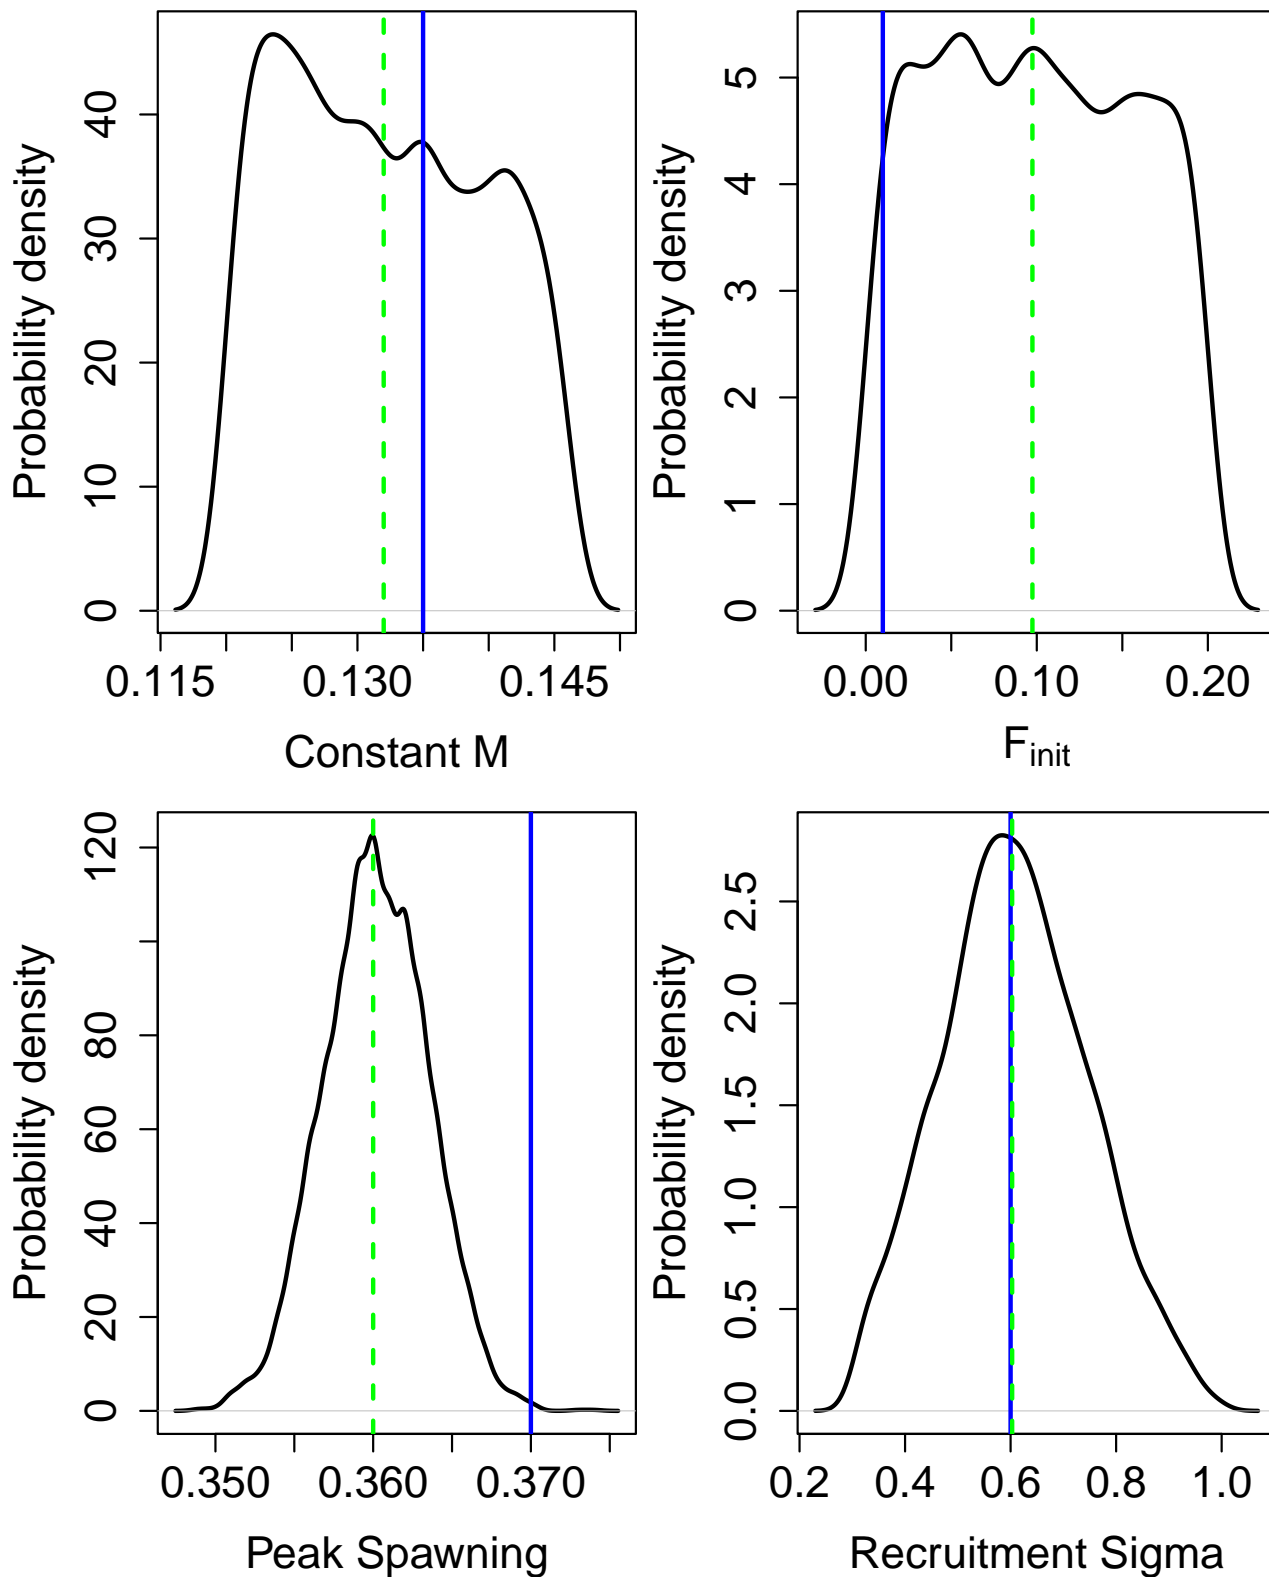 Probability density
0 10 20 30 40
0.115 0.130 0.145
Constant M
Probability density
0 1 2 3 4 5
0.00 0.10 0.20
F_init
Probability density
0 20 40 60 80 120
0.350 0.360 0.370
Peak Spawning
Probability density
0.0 0.5 1.0 1.5 2.0 2.5
0.2 0.4 0.6 0.8 1.0
Recruitment Sigma